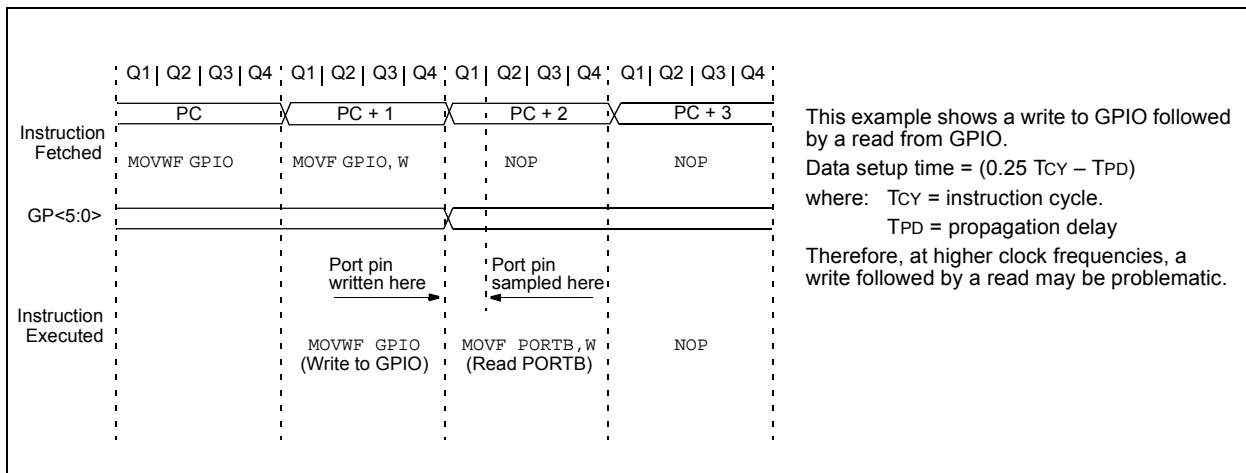 Q1 | Q2 | Q3 | Q4 Q1 | Q2 | Q3 | Q4 Q1 | Q2 | Q3 | Q4 Q1 | Q2 | Q3 | Q4
PC PC + 1 PC + 2 PC + 3
Instruction
Fetched
MOVWF GPIO MOVF GPIO, W NOP NOP
GP<5:0>
Port pin
written here
Port pin
sampled here
Instruction
Executed
MOVWF GPIO
(Write to GPIO)
MOVF PORTB,W
(Read PORTB)
NOP
This example shows a write to GPIO followed
by a read from GPIO.
Data setup time = (0.25 TCY – TPD)
where: TCY = instruction cycle.
TPD = propagation delay
Therefore, at higher clock frequencies, a
write followed by a read may be problematic.